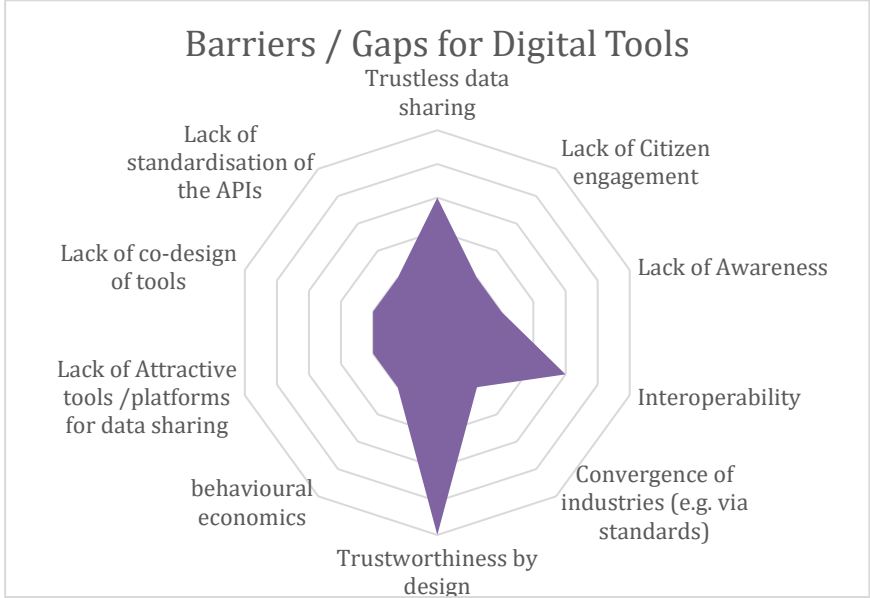 Barriers / Gaps for Digital Tools
Trustless data
sharing
Lack of Citizen
engagement
Lack of Awareness
Interoperability
Convergence of
industries (e.g. via
standards)
Trustworthiness by
design
behavioural
economics
Lack of Attractive
tools /platforms
for data sharing
Lack of co-design
of tools
Lack of
standardisation of
the APIs